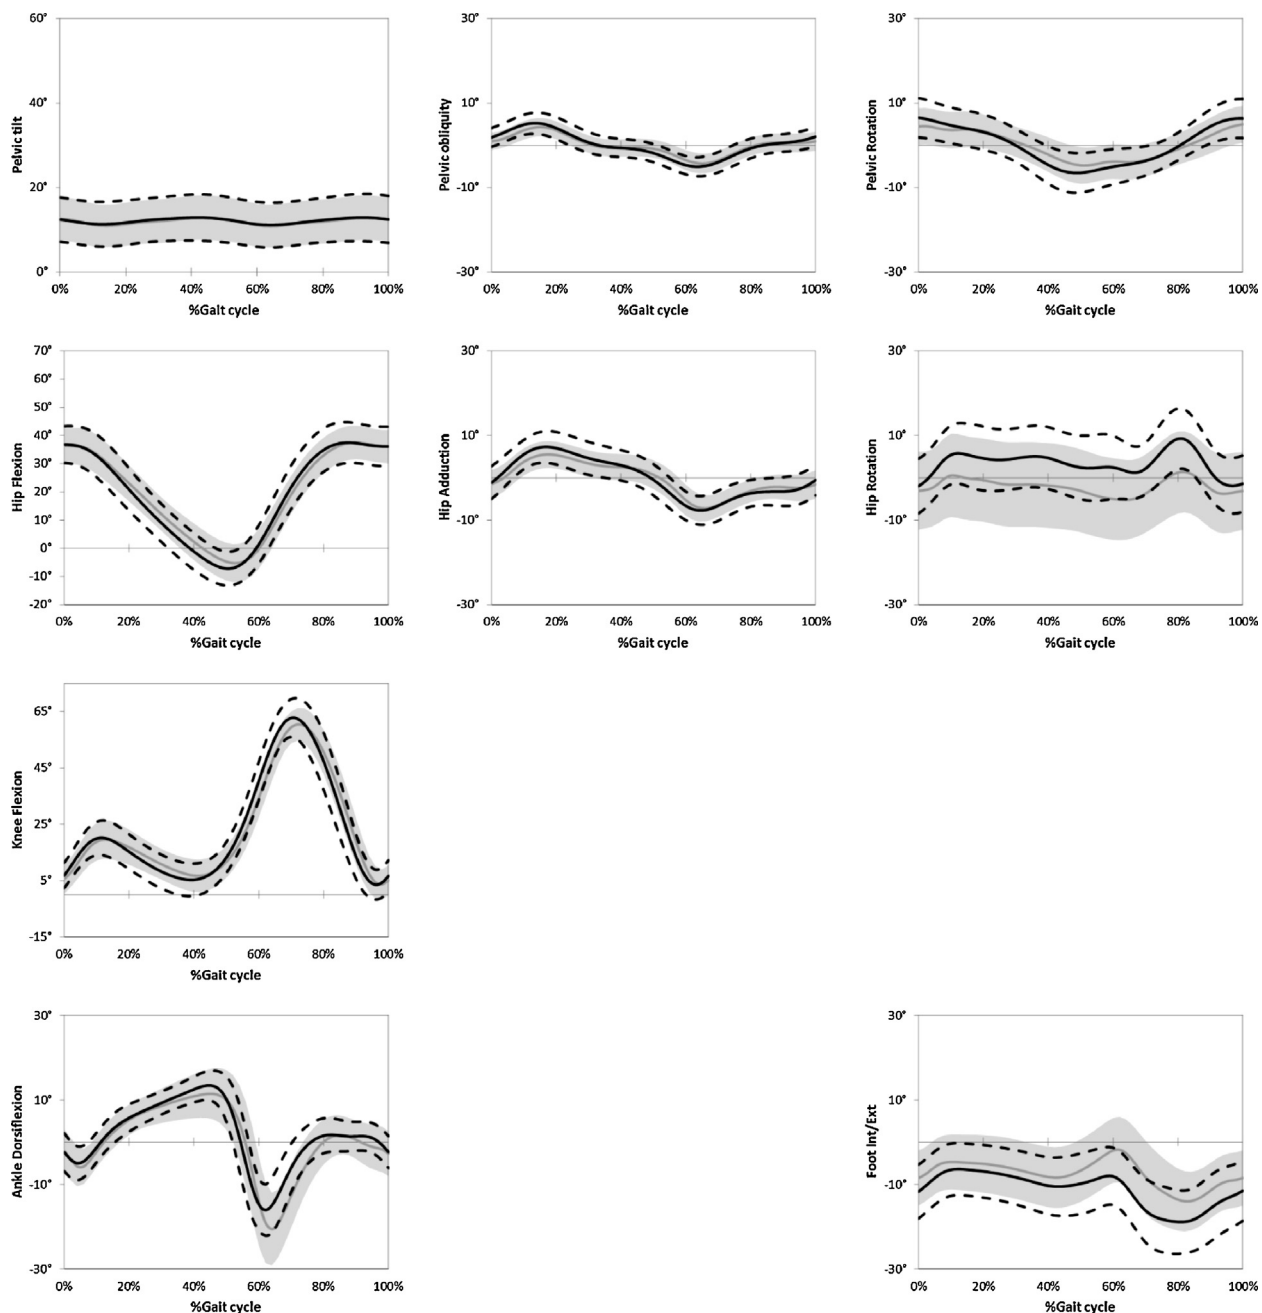 Pelvic tilt
60°
40°
20°
0°
0% 20% 40% 60% 80% 100%
%Gait cycle
Pelvic obliquity
30°
10°
-10°
-30°
0% 20% 40% 60% 80% 100%
%Gait cycle
Pelvic Rotation
30°
10°
-10°
-30°
0% 20% 40% 60% 80% 100%
%Gait cycle
Hip Flexion
70°
60°
50°
40°
30°
20°
10°
0°
-10°
-20°
0% 20% 40% 60% 80% 100%
%Gait cycle
Hip Adduction
30°
10°
-10°
-30°
0% 20% 40% 60% 80% 100%
%Gait cycle
Hip Rotation
30°
10°
-10°
-30°
0% 20% 40% 60% 80% 100%
%Gait cycle
Knee Flexion
65°
45°
25°
5°
-15°
0% 20% 40% 60% 80% 100%
%Gait cycle
Ankle Dorsiflexion
30°
10°
-10°
-30°
0% 20% 40% 60% 80% 100%
%Gait cycle
Foot Int/Ext
30°
10°
-10°
-30°
0% 20% 40% 60% 80% 100%
%Gait cycle